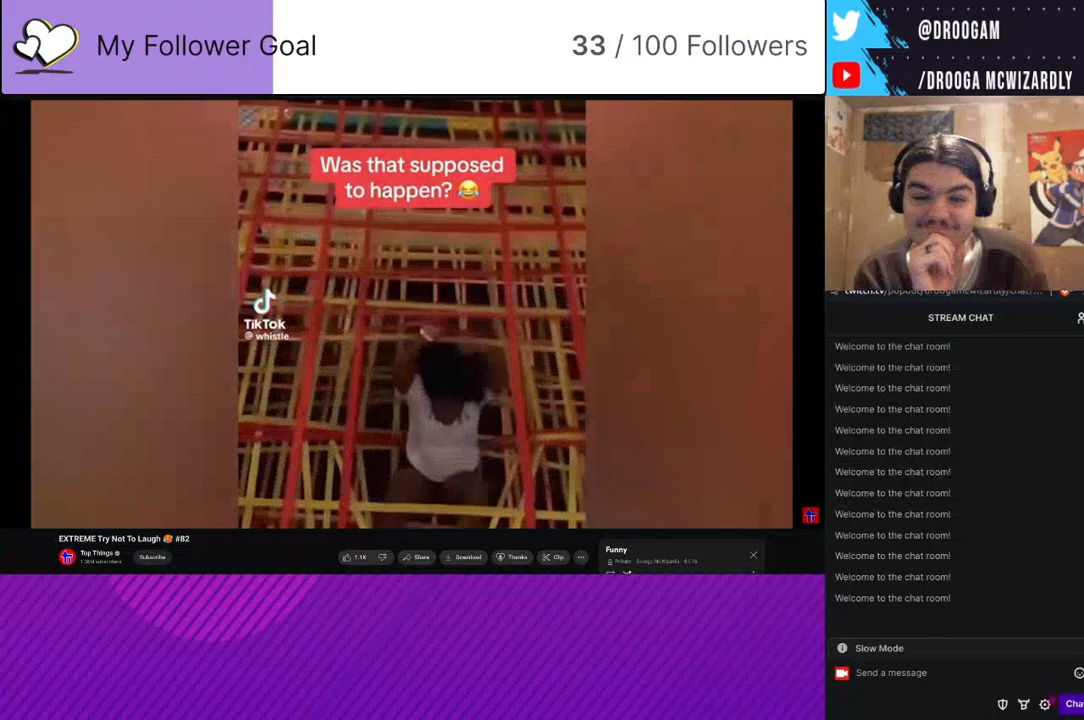 My Follower Goal
33 / 100 Followers
@DROOGAM
/DROOGA MCWIZARDLY
Was that supposed
to happen? 😂
TikTok
@ whistle
STREAM CHAT
Welcome to the chat room!
Welcome to the chat room!
Welcome to the chat room!
Welcome to the chat room!
Welcome to the chat room!
Welcome to the chat room!
Welcome to the chat room!
Welcome to the chat room!
Welcome to the chat room!
Welcome to the chat room!
Welcome to the chat room!
Welcome to the chat room!
Welcome to the chat room!
EXTREME Try Not To Laugh 🥵 #82
Top Things
Subscribe
1.1K
Share
Download
Thanks
Clip
Funny
Private
Slow Mode
Send a message
Cha